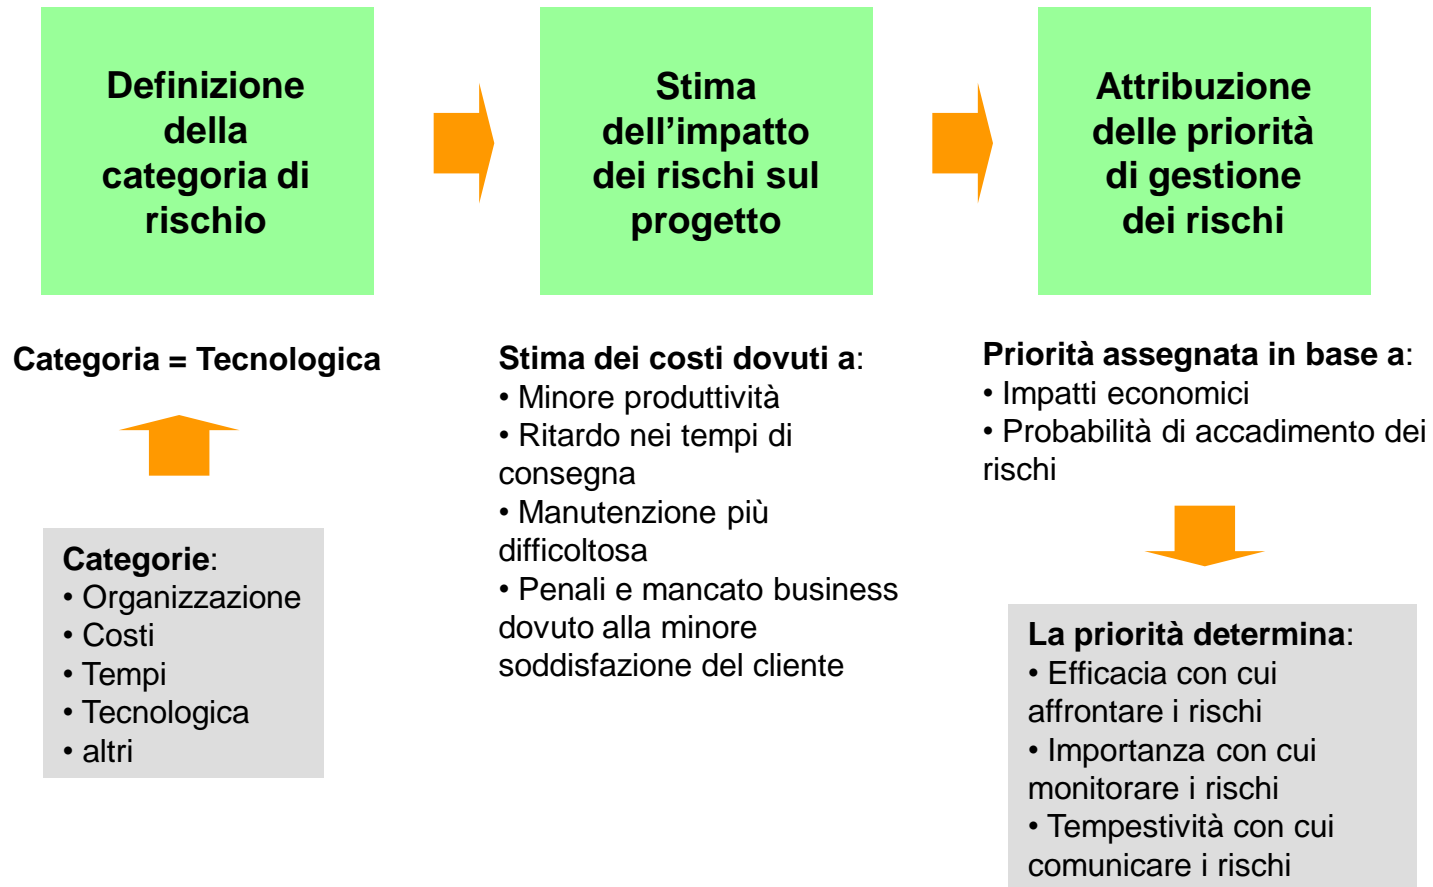 Definizione
della
categoria di
rischio
Stima
dell’impatto
dei rischi sul
progetto
Attribuzione
delle priorità
di gestione
dei rischi
Categoria = Tecnologica
Categorie:
• Organizzazione
• Costi
• Tempi
• Tecnologica
• altri
Stima dei costi dovuti a:
• Minore produttività
• Ritardo nei tempi di
consegna
• Manutenzione più
difficoltosa
• Penali e mancato business
dovuto alla minore
soddisfazione del cliente
Priorità assegnata in base a:
• Impatti economici
• Probabilità di accadimento dei
rischi
La priorità determina:
• Efficacia con cui
affrontare i rischi
• Importanza con cui
monitorare i rischi
• Tempestività con cui
comunicare i rischi